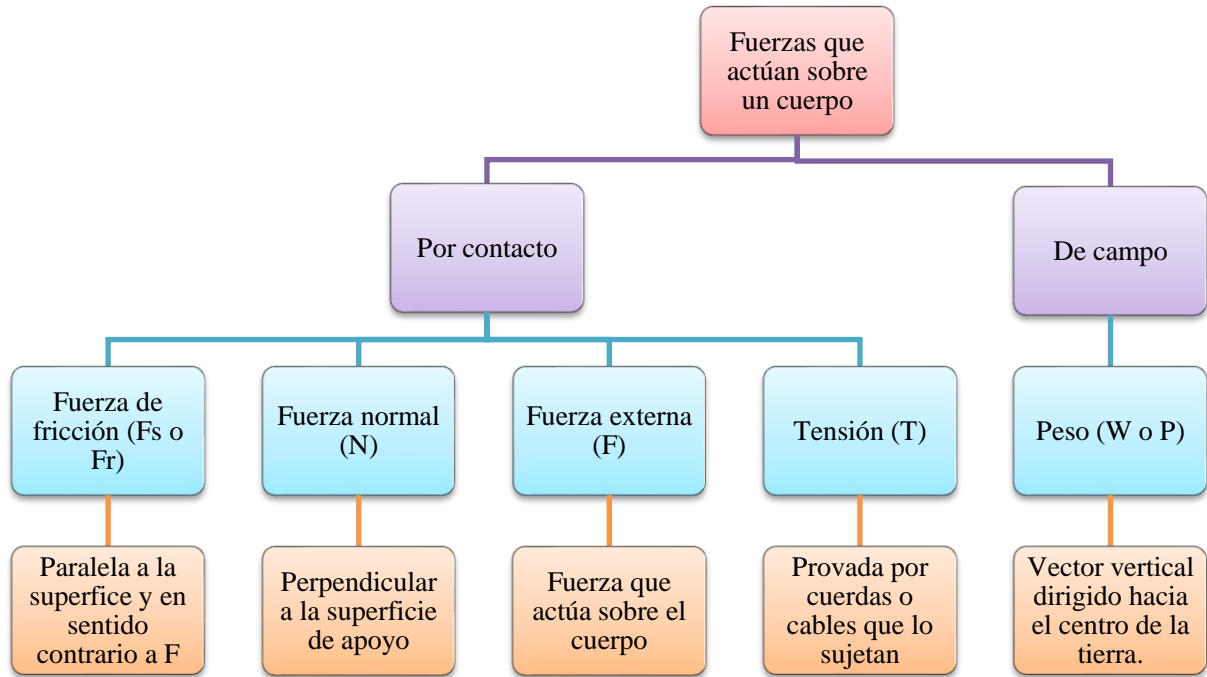 Fuerzas que
actúan sobre
un cuerpo
Por contacto
De campo
Fuerza de
fricción (Fs o
Fr)
Fuerza normal
(N)
Fuerza externa
(F)
Tensión (T)
Peso (W o P)
Paralela a la
superfice y en
sentido
contrario a F
Perpendicular
a la superficie
de apoyo
Fuerza que
actúa sobre el
cuerpo
Provada por
cuerdas o
cables que lo
sujetan
Vector vertical
dirigido hacia
el centro de la
tierra.